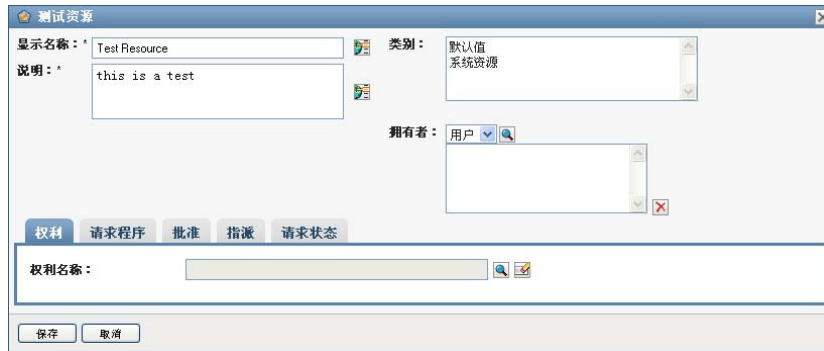 测试资源
显示名称：* Test Resource 类别： 默认值
系统资源
说明：* this is a test
拥有者： 用户
权利 请求程序 批准 指派 请求状态
权利名称：
保存 取消